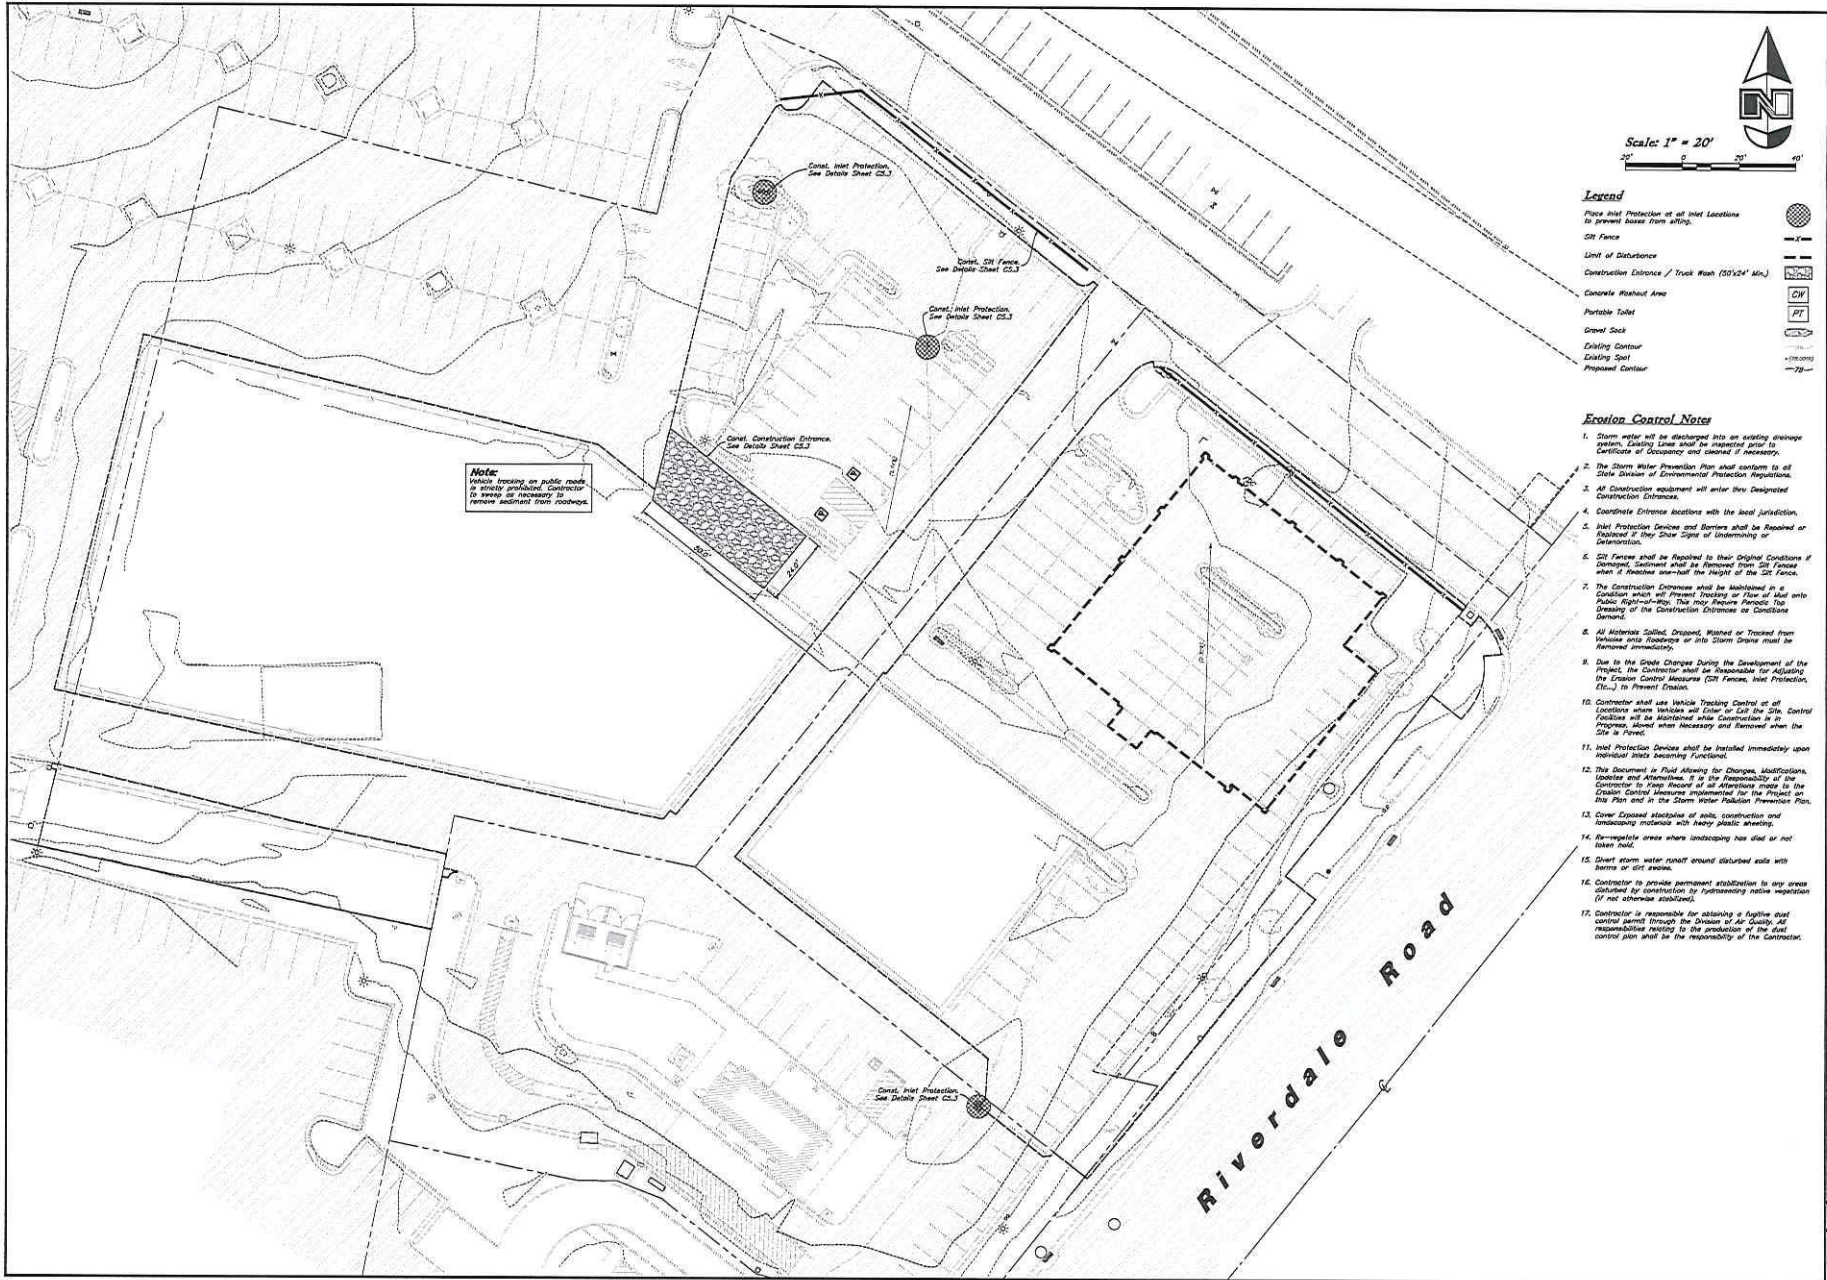 Scale: 1" = 20'
20' 0 20' 40'
Legend
Place Inlet Protection at all Inlet Locations
to prevent boxes from silting.
Silt Fence
Limit of Disturbance
Construction Entrance / Truck Wash (50'x24' Min.)
Concrete Washout Area
CW
Portable Toilet
PT
Gravel Sack
Existing Contour
Existing Spot
Proposed Contour
78
Erosion Control Notes
1. Storm water will be discharged into an existing drainage
system. Existing Lines shall be inspected prior to
Certificate of Occupancy and cleaned if necessary.
2. The Storm Water Prevention Plan shall conform to all
State Division of Environmental Protection Regulations.
3. All Construction equipment will enter thru Designated
Construction Entrances.
4. Coordinate Entrance locations with the local jurisdiction.
5. Inlet Protection Devices and Barriers shall be Repaired or
Replaced if they Show Signs of Undermining or
Deterioration.
6. Silt Fences shall be Repaired to their Original Conditions if
Damaged, Sediment shall be Removed from Silt Fences
when it Reaches one-half the Height of the Silt Fence.
7. The Construction Entrances shall be Maintained in a
Condition which will Prevent Tracking or Flow of Mud onto
Public Right-of-Way. This may Require Periodic Top
Dressing of the Construction Entrances as Conditions
Demand.
8. All Materials Spilled, Dropped, Washed or Tracked from
Vehicles onto Roadways or into Storm Drains must be
Removed Immediately.
9. Due to the Grade Changes During the Development of the
Project, the Contractor shall be Responsible for Adjusting
the Erosion Control Measures (Silt Fences, Inlet Protection,
Etc...) to Prevent Erosion.
10. Contractor shall use Vehicle Tracking Control at all
Locations where Vehicles will Enter or Exit the Site. Control
Facilities will be Maintained while Construction is in
Progress, Moved when Necessary and Removed when the
Site is Paved.
11. Inlet Protection Devices shall be Installed Immediately upon
Individual Inlets becoming Functional.
12. This Document is Fluid Allowing for Changes, Modifications,
Updates and Alternatives. It is the Responsibility of the
Contractor to Keep Record of all Alterations made to the
Erosion Control Measures implemented for the Project on
this Plan and in the Storm Water Pollution Prevention Plan.
13. Cover Exposed stockpiles of soils, construction and
landscaping materials with heavy plastic sheeting.
14. Re-vegetate areas where landscaping has died or not
taken hold.
15. Divert storm water runoff around disturbed soils with
berms or dirt swales.
16. Contractor to provide permanent stabilization to any areas
disturbed by construction by hydroseeding native vegetation
(if not otherwise stabilized).
17. Contractor is responsible for obtaining a fugitive dust
control permit through the Division of Air Quality. All
responsibilities relating to the production of the dust
control plan shall be the responsibility of the Contractor.
Const. Inlet Protection.
See Details Sheet C5.3
Const. Silt Fence.
See Details Sheet C5.3
Const. Inlet Protection.
See Details Sheet C5.3
Const. Construction Entrance.
See Details Sheet C5.3
Note:
Vehicle tracking on public roads
is strictly prohibited. Contractor
to sweep as necessary to
remove sediment from roadways.
50.0'
24.0'
Const. Inlet Protection.
See Details Sheet C5.3
Riverdale Road